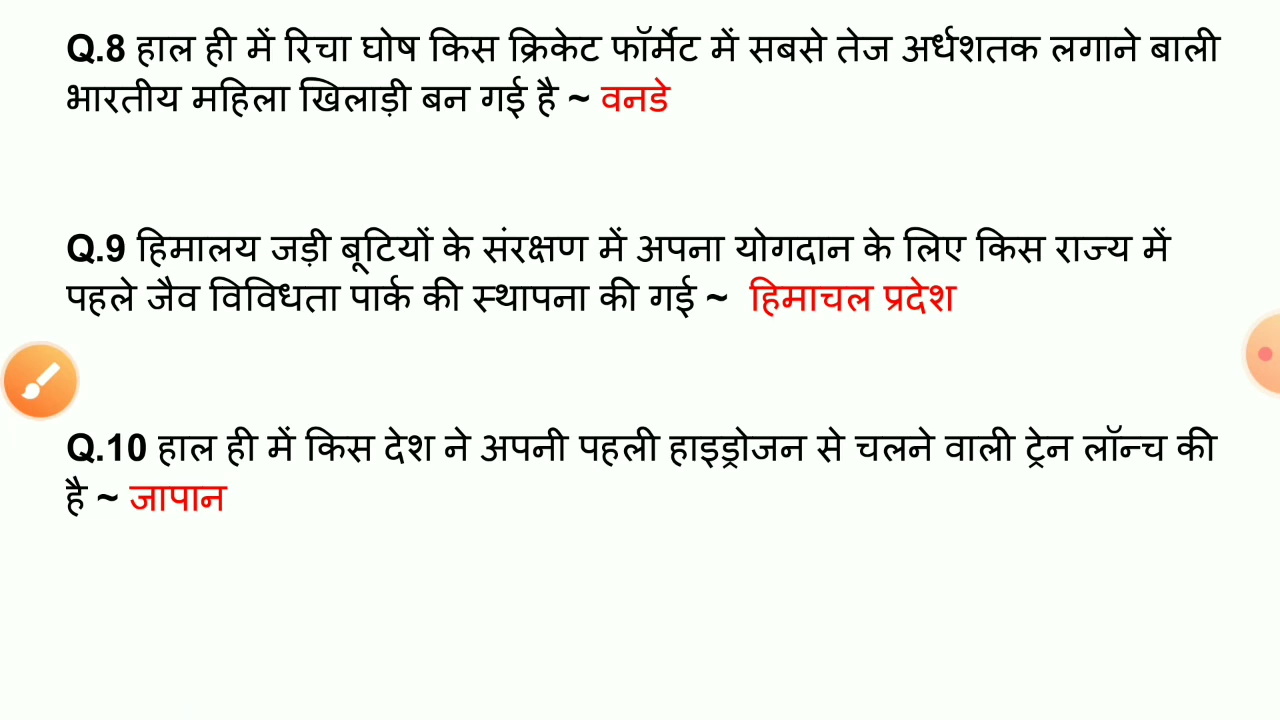 Q.8 हाल ही में रिचा घोष किस क्रिकेट फॉर्मेट में सबसे तेज अर्धशतक लगाने बाली
भारतीय महिला खिलाड़ी बन गई है ~ वनडे
Q.9 हिमालय जड़ी बूटियों के संरक्षण में अपना योगदान के लिए किस राज्य में
पहले जैव विविधता पार्क की स्थापना की गई ~ हिमाचल प्रदेश
Q.10 हाल ही में किस देश ने अपनी पहली हाइड्रोजन से चलने वाली ट्रेन लॉन्च की
है ~ जापान